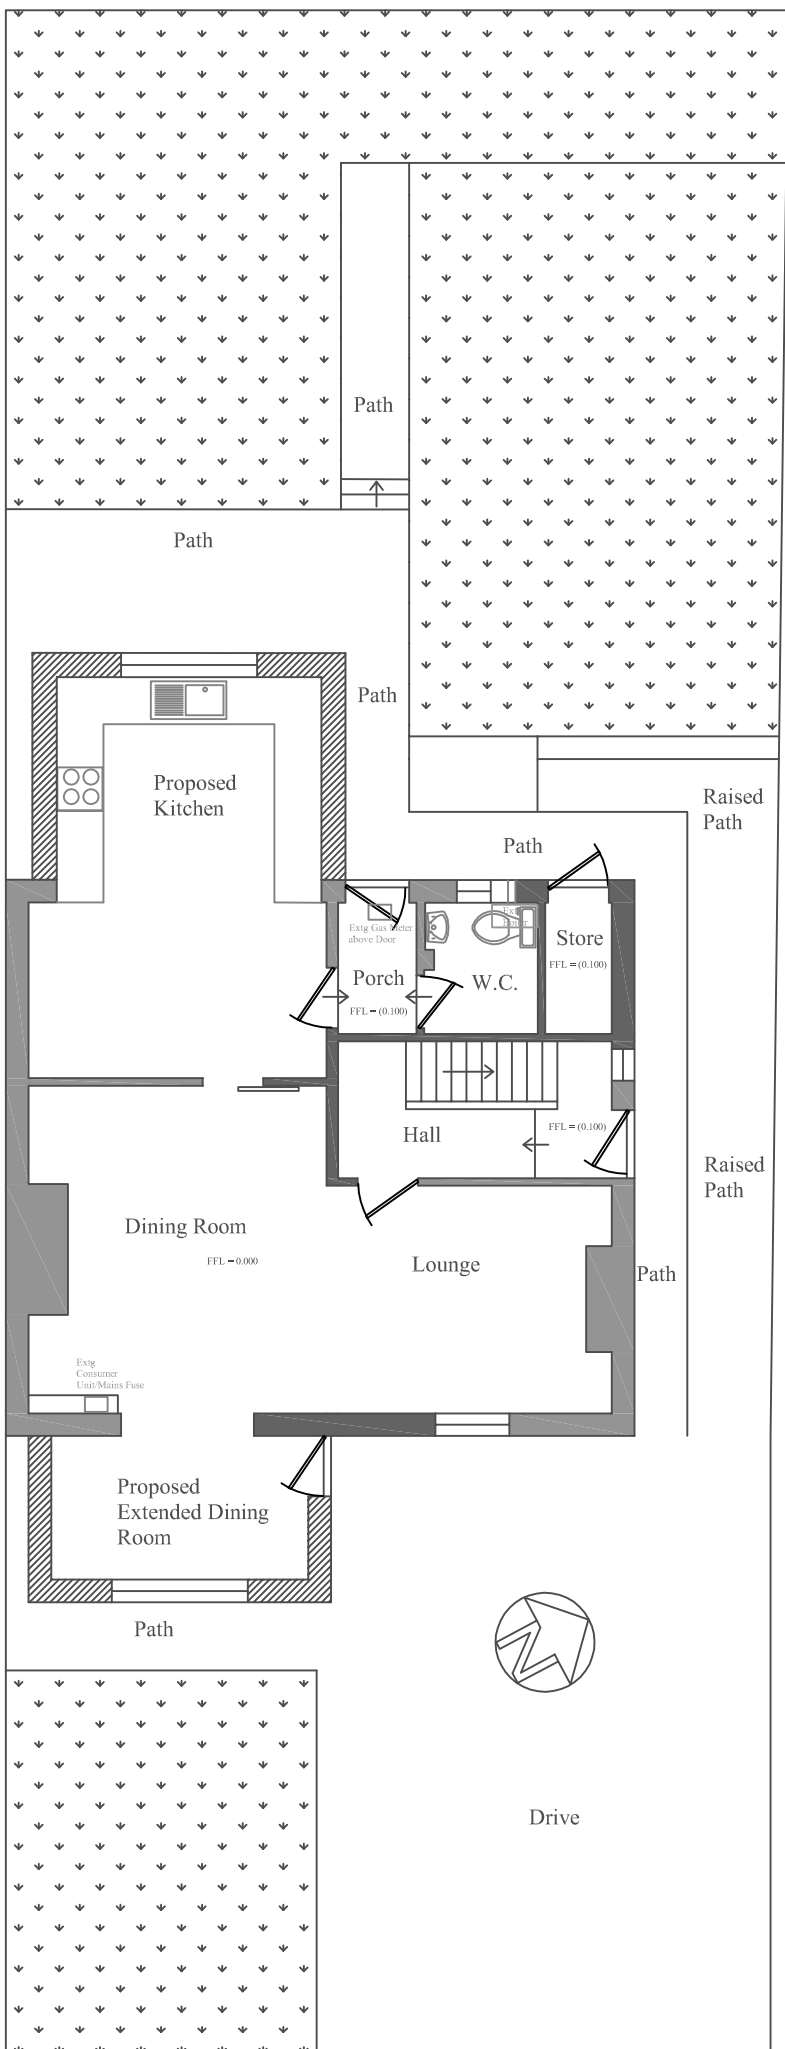 Path
Path
Path
Proposed
Kitchen
Raised
Path
Path
Extg Gas Meter
above Door
Extg
Boiler
Store
FFL = (0.100)
Porch
FFL = (0.100)
W.C.
Hall
FFL = (0.100)
Raised
Path
Dining Room
FFL = 0.000
Lounge
Path
Extg
Consumer
Unit/Mains Fuse
Proposed
Extended Dining
Room
Path
N
Drive